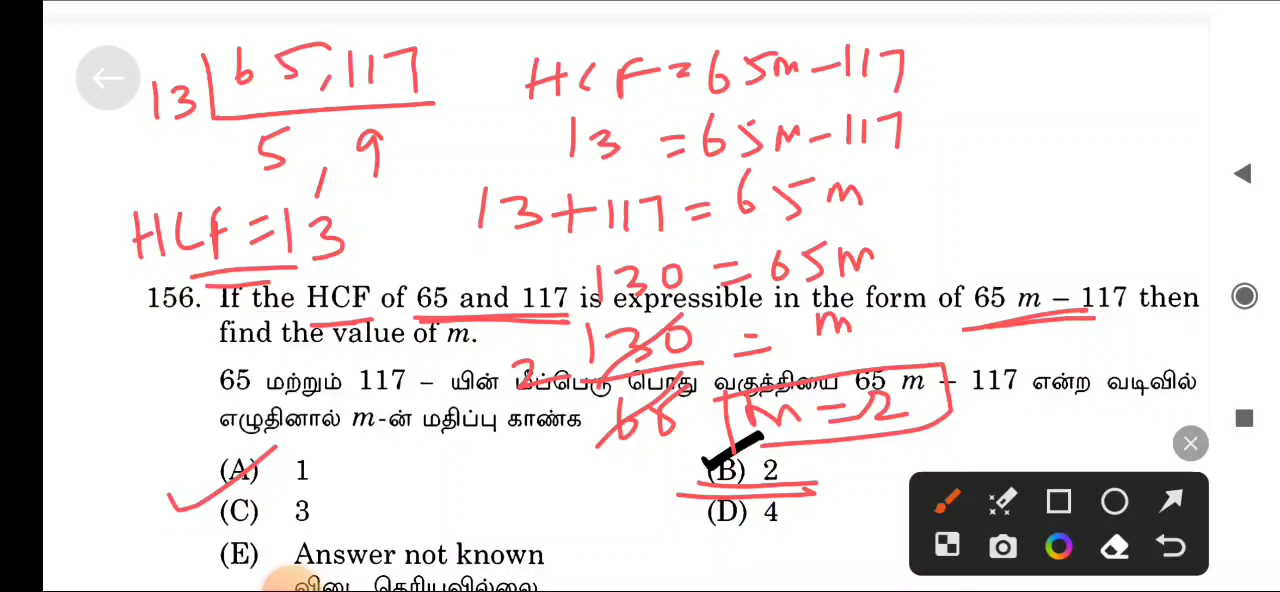 13 65, 117
5, 9
HCF = 13
HCF = 65m - 117
13 = 65m - 117
13 + 117 = 65m
130 = 65m
2 130 = m
65 m = 2
156. If the HCF of 65 and 117 is expressible in the form of 65 m – 117 then
find the value of m.
65 மற்றும் 117 – யின் மீப்பெரு பொது வகுத்தியை 65 m – 117 என்ற வடிவில்
எழுதினால் m-ன் மதிப்பு காண்க
(A) 1 (B) 2
(C) 3 (D) 4
(E) Answer not known
விடை தெரியவில்லை